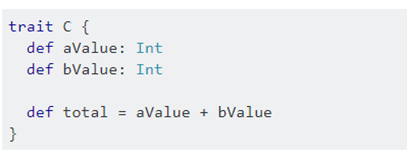 trait C {
  def aValue: Int
  def bValue: Int

  def total = aValue + bValue
}